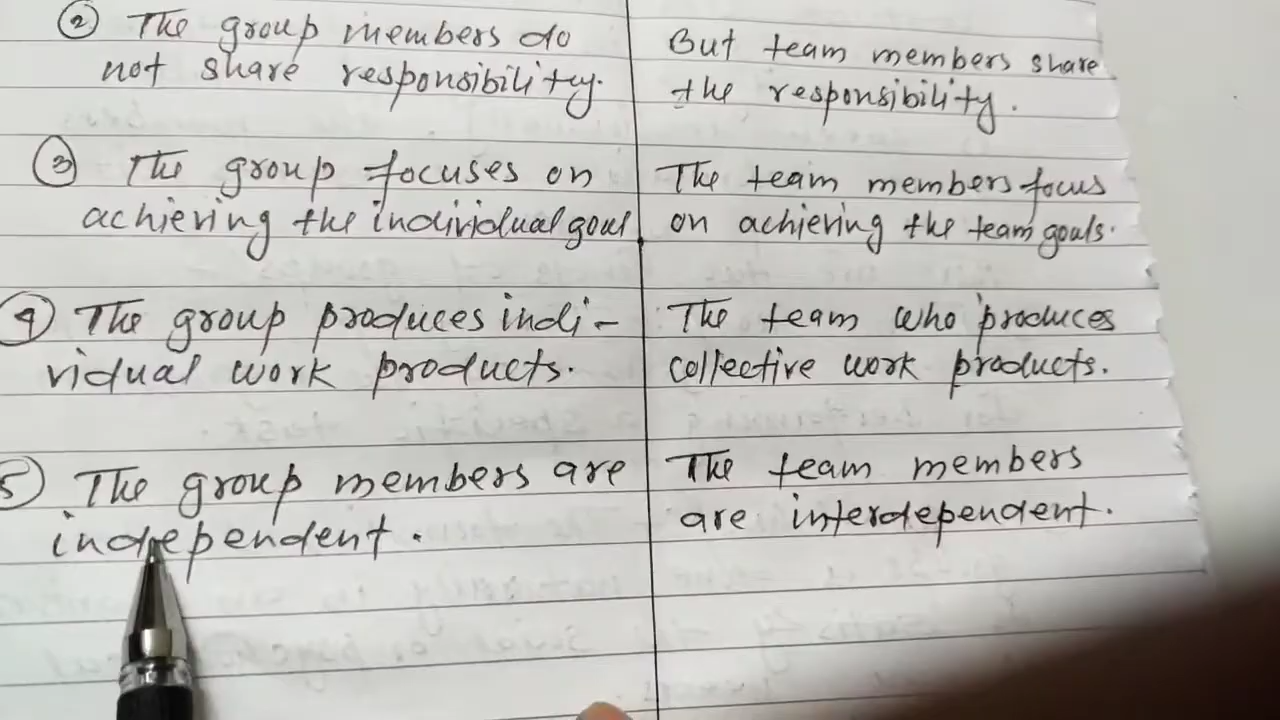 ② The group members do
not share responsibility.
But team members share
the responsibility.
③ The group focuses on
achieving the individual goal
The team members focus
on achieving the team goals.
④ The group produces indi-
vidual work products.
The team who produces
collective work products.
5 The group members are
independent.
The team members
are interdependent.